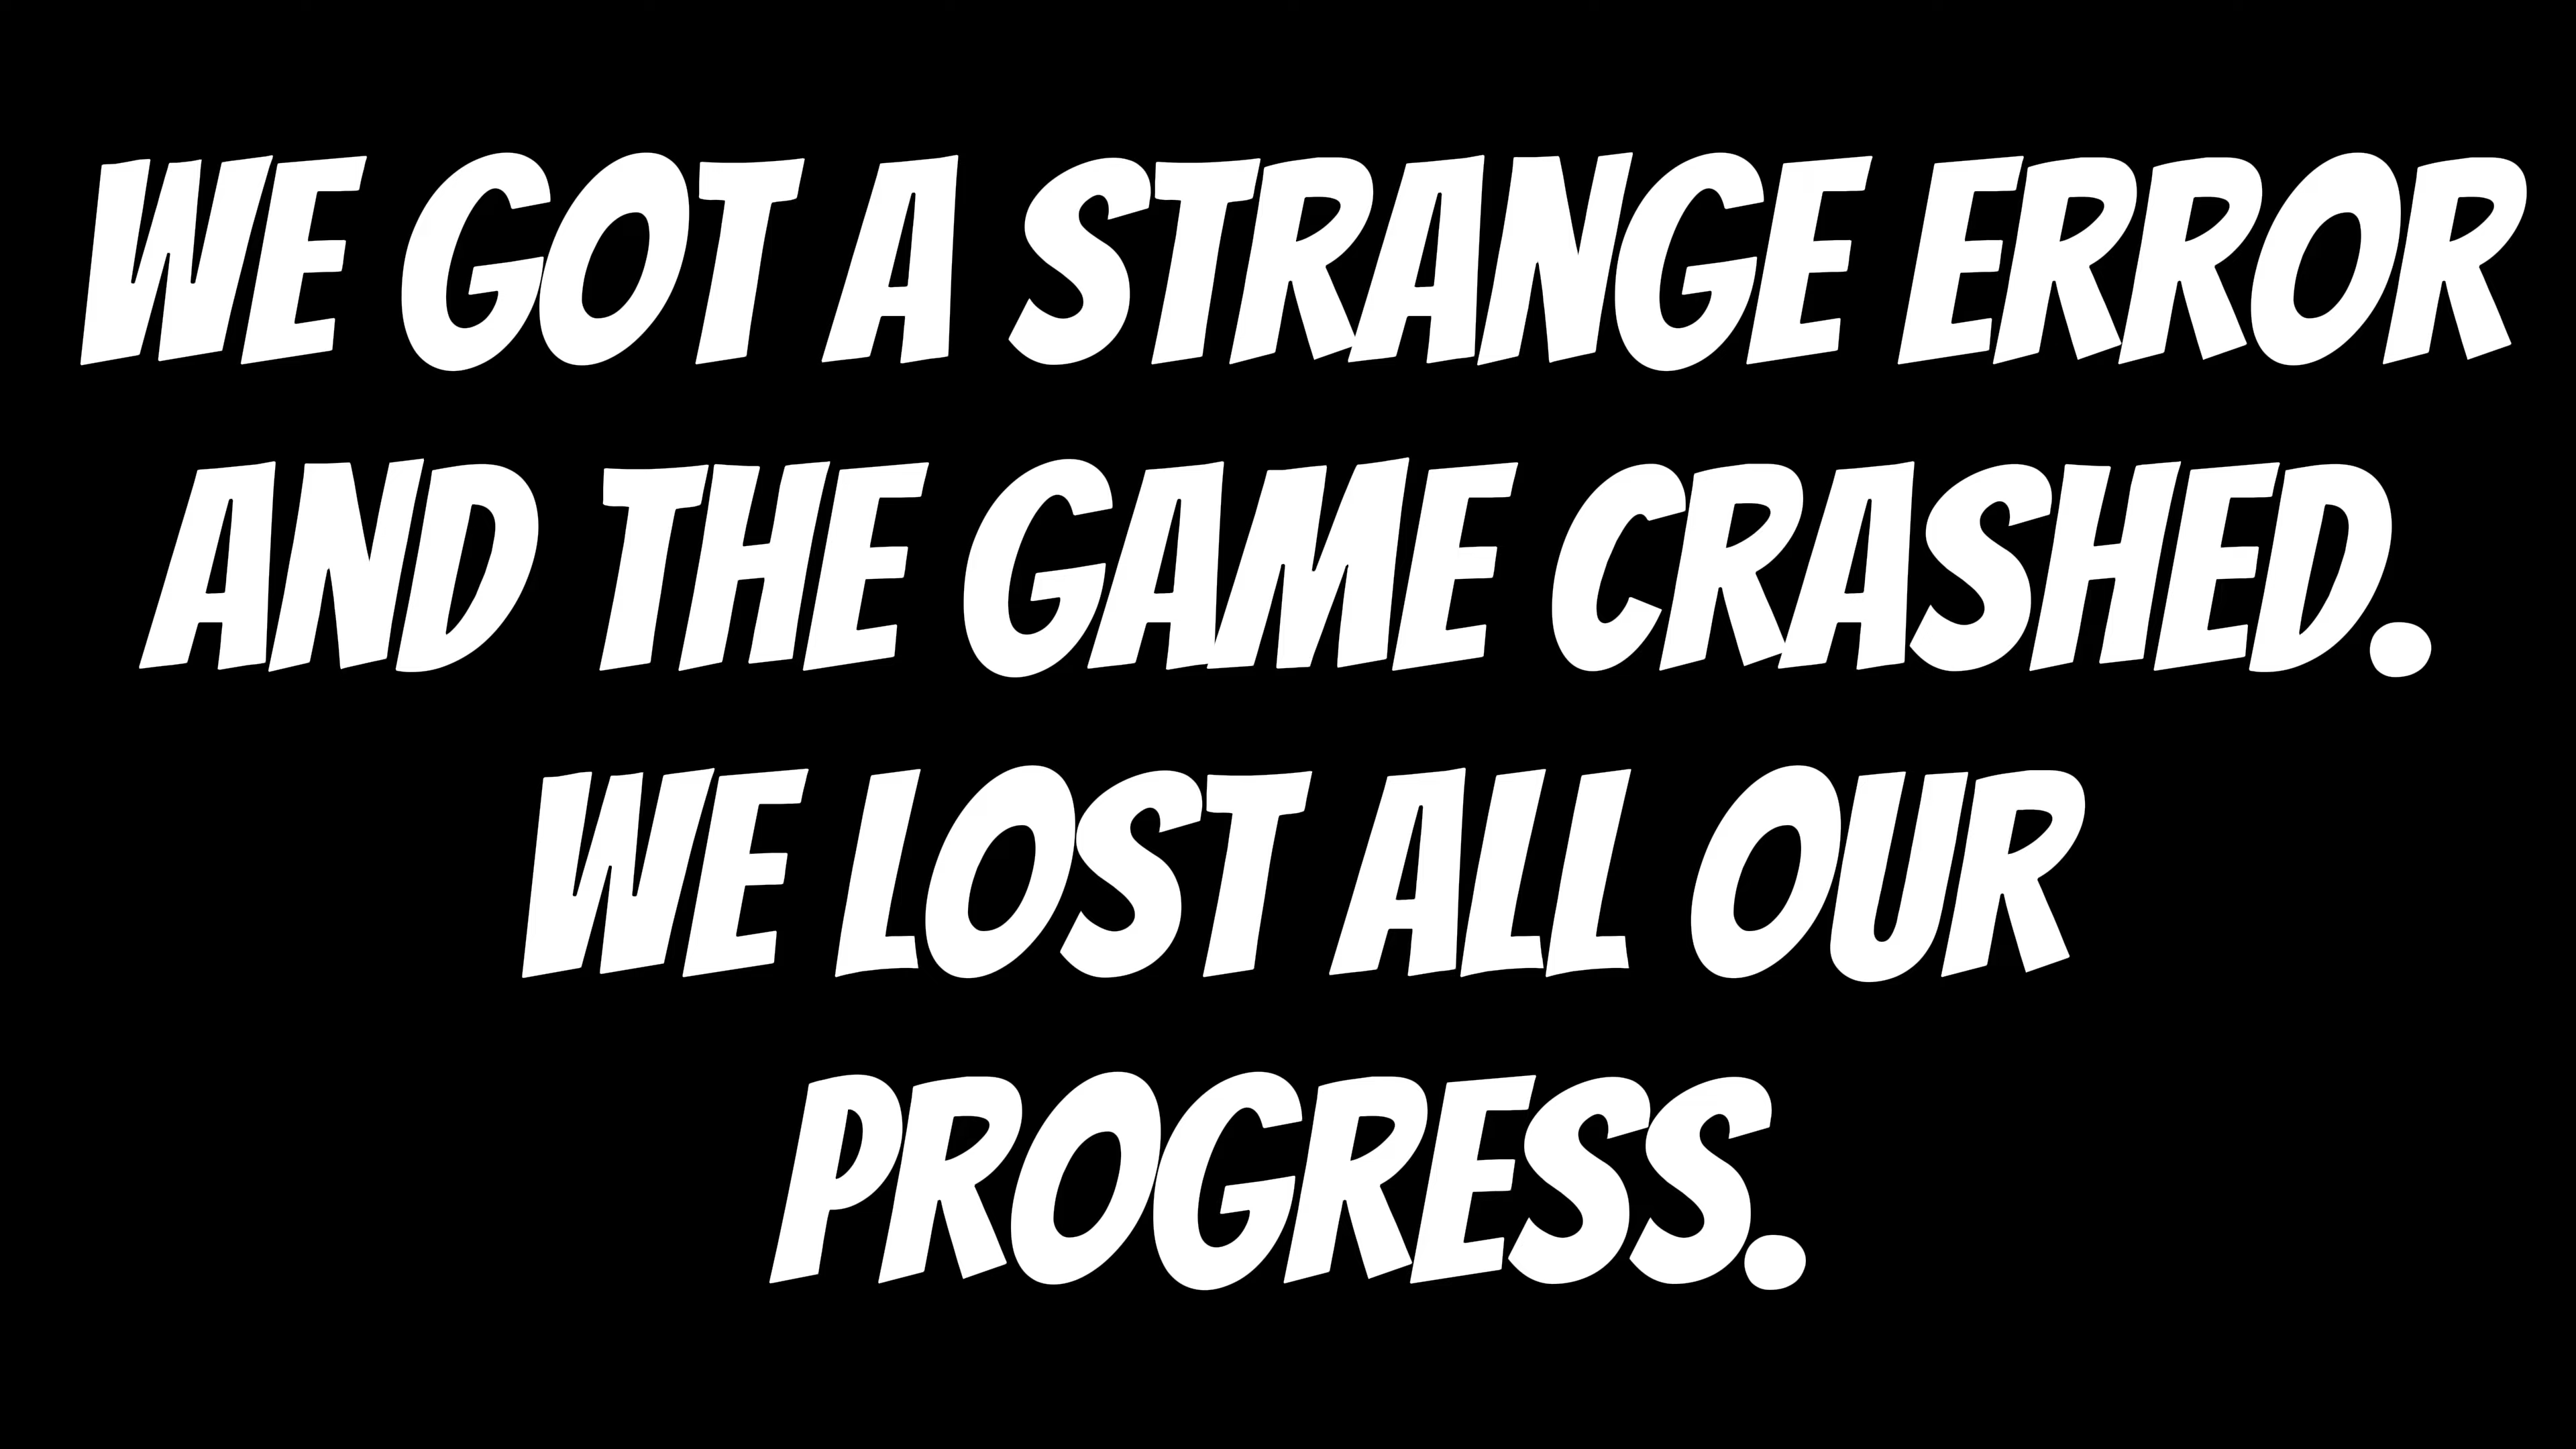 WE GOT A STRANGE ERROR
AND THE GAME CRASHED.
WE LOST ALL OUR
PROGRESS.